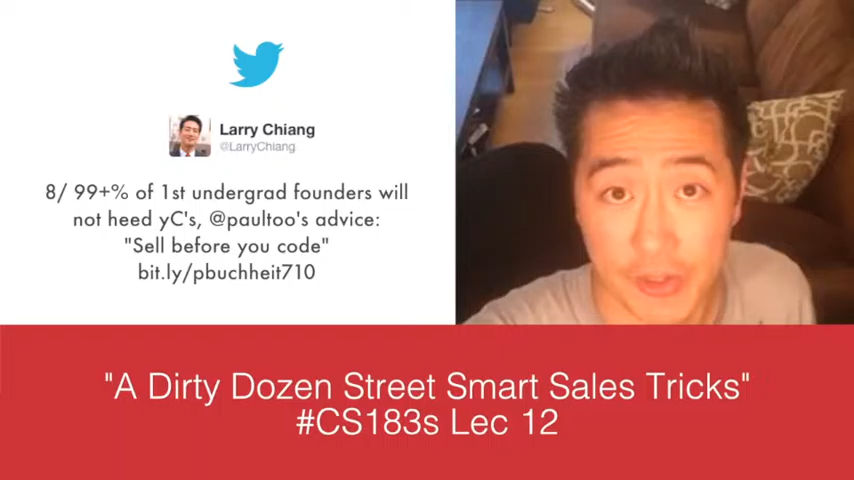 Larry Chiang
@LarryChiang
8/ 99+% of 1st undergrad founders will
not heed yC's, @paultoo's advice:
"Sell before you code"
bit.ly/pbuchheit710
"A Dirty Dozen Street Smart Sales Tricks"
#CS183s Lec 12